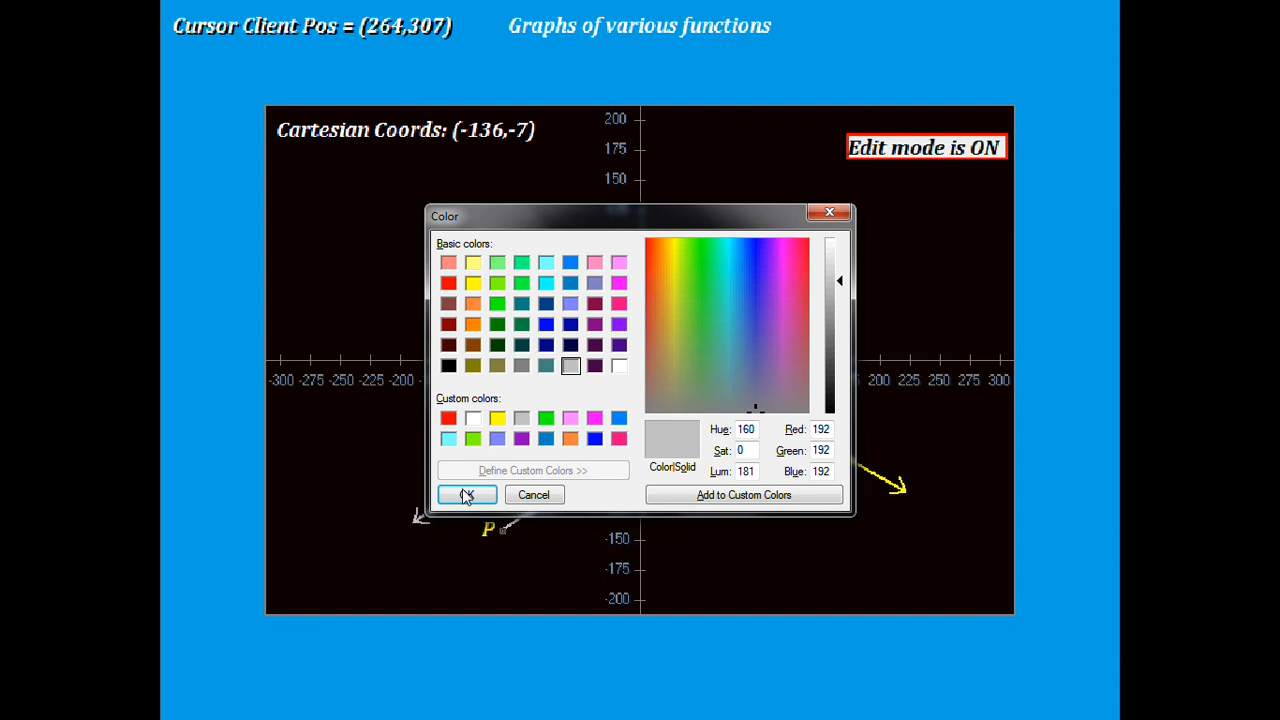 Cursor Client Pos = (264,307)
Graphs of various functions
Cartesian Coords: (-136,-7)
Edit mode is ON
200
175
150
Color
Basic colors:
Custom colors:
Define Custom Colors >>
Cancel
Color|Solid
Hue: 160
Sat: 0
Lum: 181
Red: 192
Green: 192
Blue: 192
Add to Custom Colors
-300 -275 -250 -225 -200
200 225 250 275 300
P
-150
-175
-200